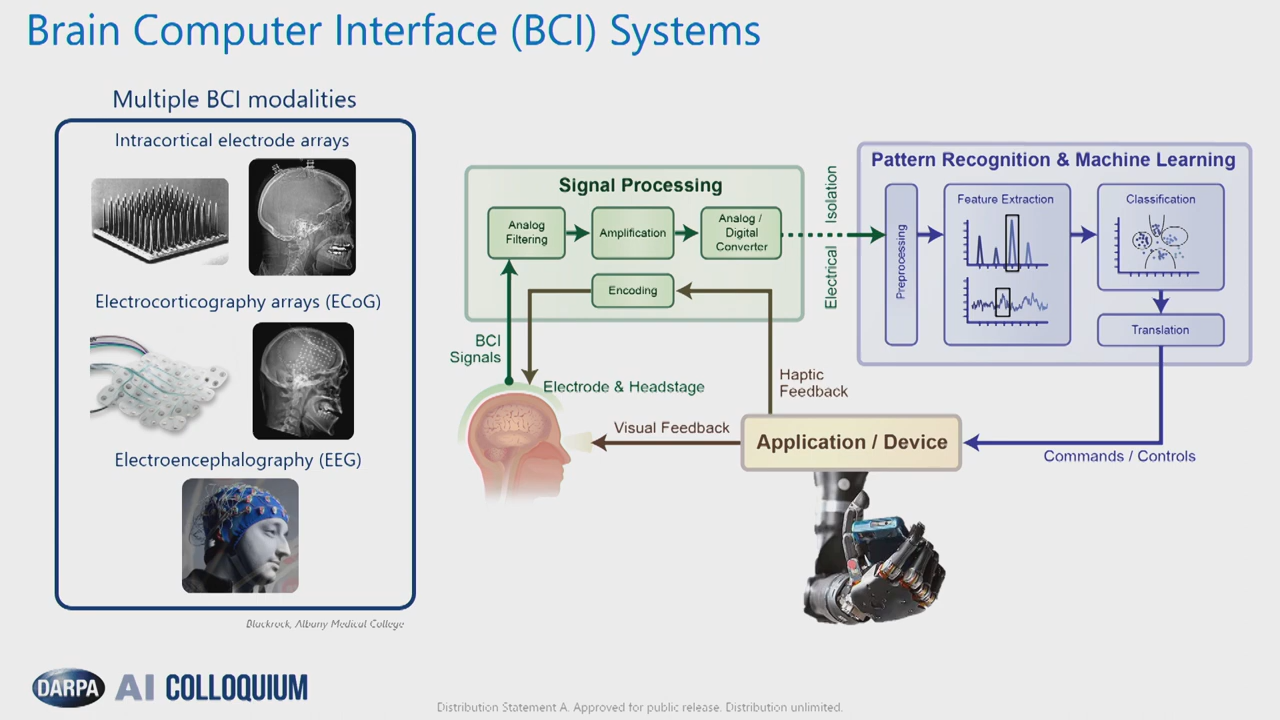 Brain Computer Interface (BCI) Systems
Multiple BCI modalities
Intracortical electrode arrays
Electrocorticography arrays (ECoG)
Electroencephalography (EEG)
Blackrock, Albany Medical College
Signal Processing
Analog
Filtering
Amplification
Analog /
Digital
Converter
Encoding
BCI
Signals
Electrode & Headstage
Electrical Isolation
Pattern Recognition & Machine Learning
Preprocessing
Feature Extraction
Classification
Translation
Haptic
Feedback
Visual Feedback
Application / Device
Commands / Controls
DARPA AI COLLOQUIUM
Distribution Statement A. Approved for public release. Distribution unlimited.